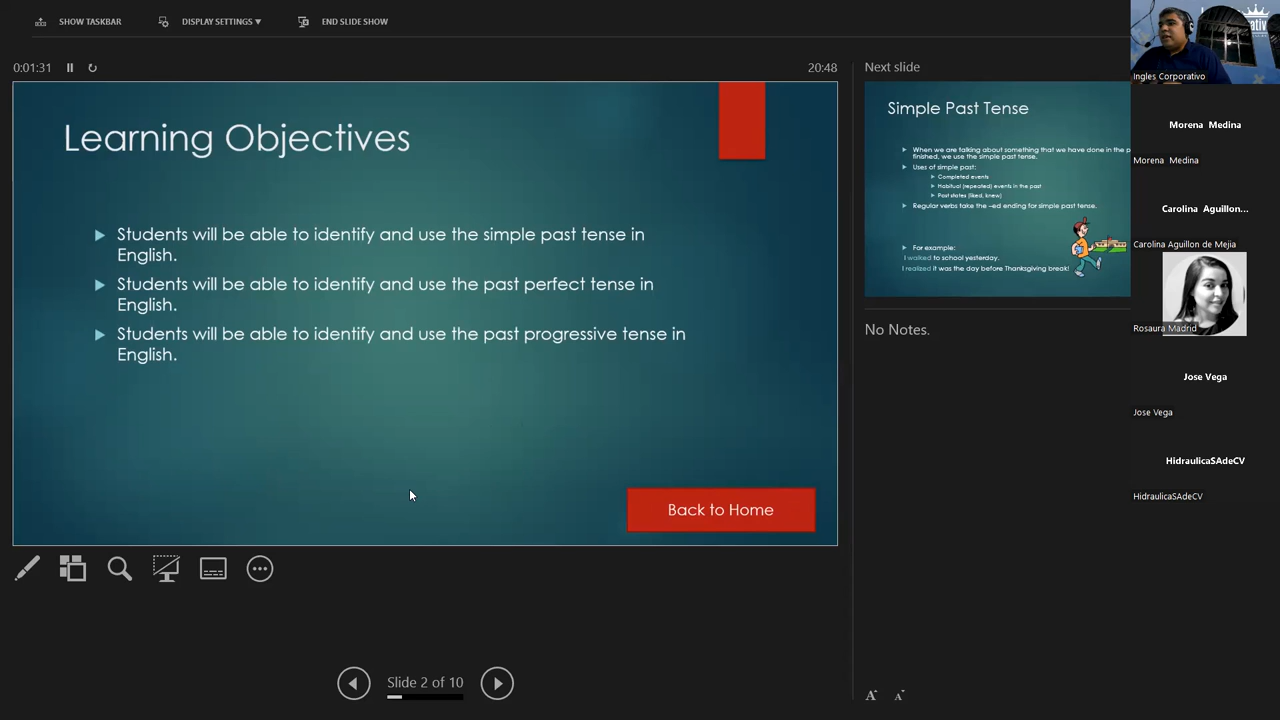 SHOW TASKBAR
DISPLAY SETTINGS ▼
END SLIDE SHOW
0:01:31
20:48
Learning Objectives
Students will be able to identify and use the simple past tense in
English.
Students will be able to identify and use the past perfect tense in
English.
Students will be able to identify and use the past progressive tense in
English.
Back to Home
Slide 2 of 10
Next slide
Simple Past Tense
When we are talking about something that we have done in the p
finished, we use the simple past tense.
Uses of simple past:
Completed events
Habitual (repeated) events in the past
Past states (liked, knew)
Regular verbs take the –ed ending for simple past tense.
For example:
I walked to school yesterday.
I realized it was the day before Thanksgiving break!
No Notes.
A
A
Ingles Corporativo
Morena Medina
Morena Medina
Carolina Aguillon...
Carolina Aguillon de Mejia
Rosaura Madrid
Jose Vega
Jose Vega
HidraulicaSAdeCV
HidraulicaSAdeCV